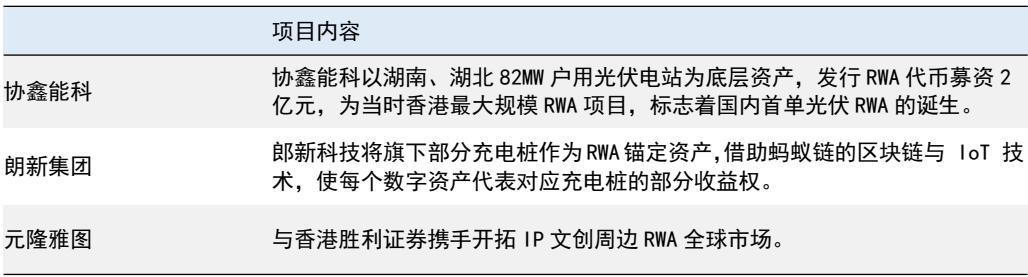 项目内容
协鑫能科
协鑫能科以湖南、湖北 82MW 户用光伏电站为底层资产，发行 RWA 代币募资 2
亿元，为当时香港最大规模 RWA 项目，标志着国内首单光伏 RWA 的诞生。
朗新集团
郎新科技将旗下部分充电桩作为 RWA 锚定资产，借助蚂蚁链的区块链与 IoT 技
术，使每个数字资产代表对应充电桩的部分收益权。
元隆雅图
与香港胜利证券携手开拓 IP 文创周边 RWA 全球市场。